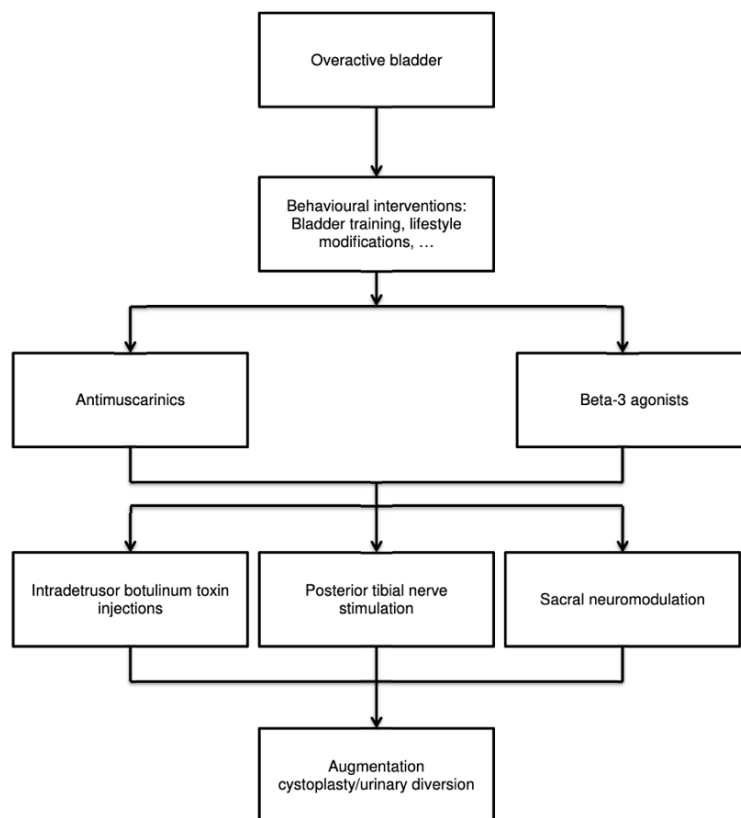 Overactive bladder
Behavioural interventions:
Bladder training, lifestyle
modifications, …
Antimuscarinics
Beta-3 agonists
Intradetrusor botulinum toxin
injections
Posterior tibial nerve
stimulation
Sacral neuromodulation
Augmentation
cystoplasty/urinary diversion